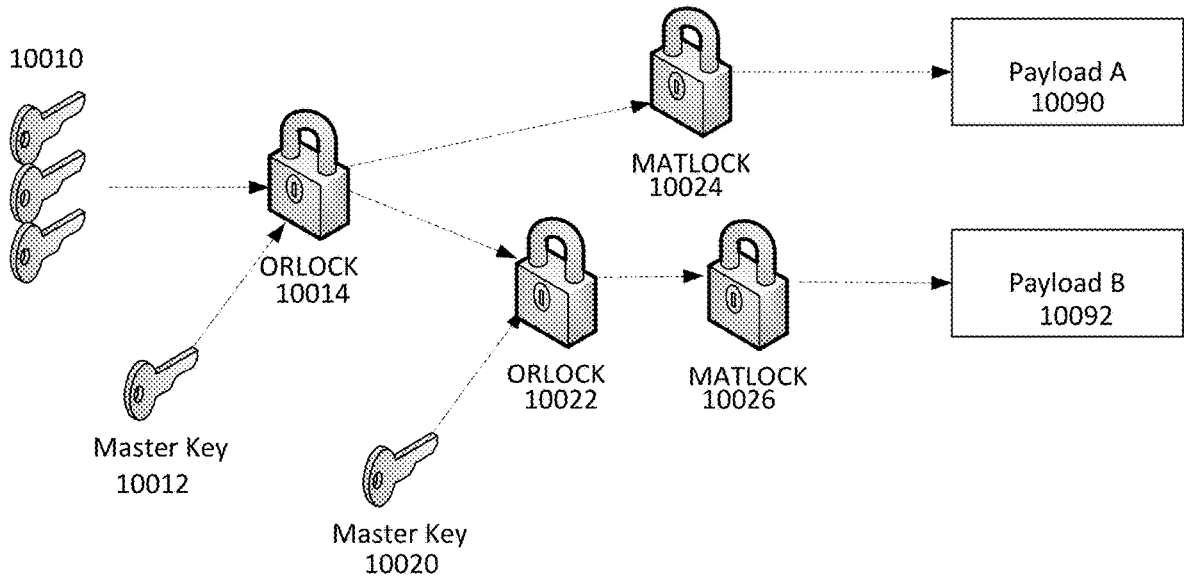 10010
MATLOCK
10024
Payload A
10090
ORLOCK
10014
ORLOCK
10022
MATLOCK
10026
Payload B
10092
Master Key
10012
Master Key
10020